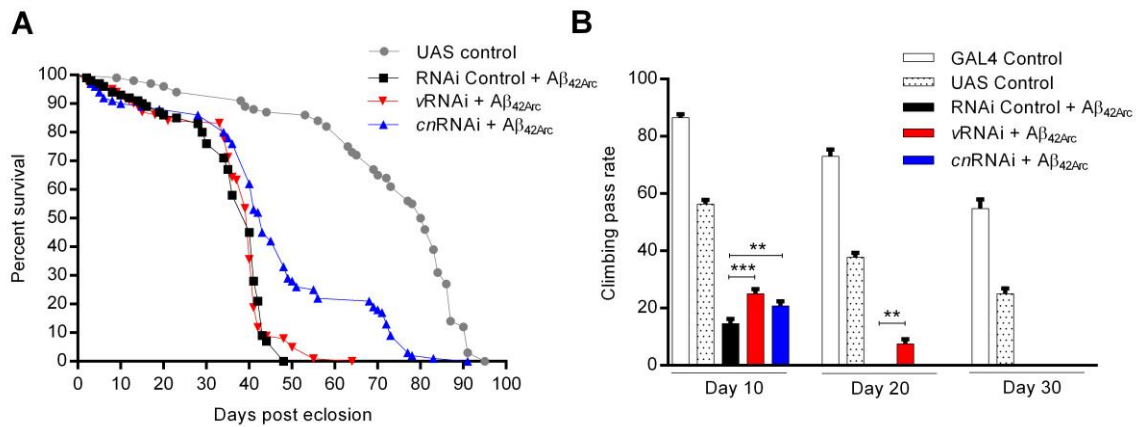 A
UAS control
RNAi Control + Aβ42Arc
vRNAi + Aβ42Arc
cnRNAi + Aβ42Arc
Percent survival
100
90
80
70
60
50
40
30
20
10
0
0 10 20 30 40 50 60 70 80 90 100
Days post eclosion
B
GAL4 Control
UAS Control
RNAi Control + Aβ42Arc
vRNAi + Aβ42Arc
cnRNAi + Aβ42Arc
Climbing pass rate
100
80
60
40
20
0
**
***
**
Day 10 Day 20 Day 30